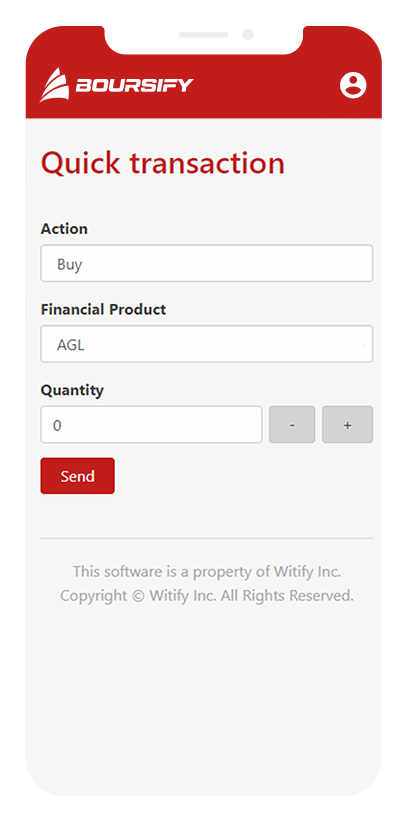 BOURSIFY
Quick transaction
Action
Buy
Financial Product
AGL
Quantity
0 - +
Send
This software is a property of Witify Inc.
Copyright © Witify Inc. All Rights Reserved.